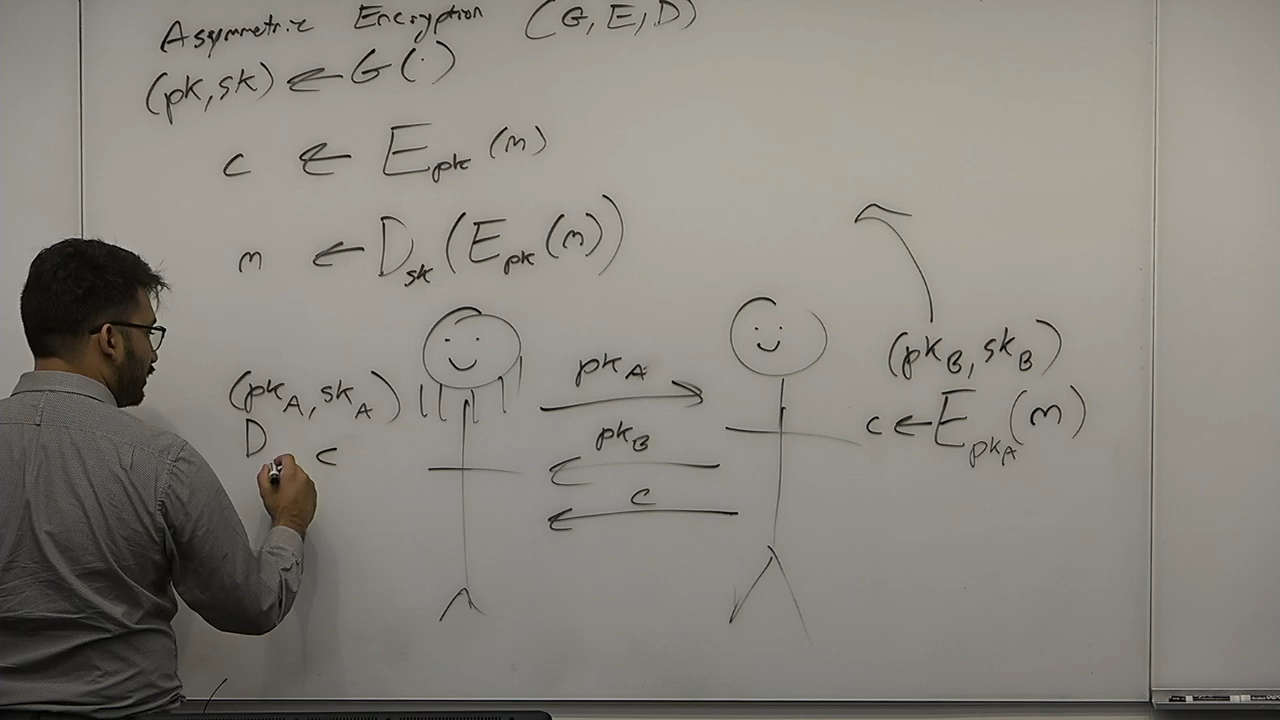 Asymmetric Encryption (G, E, D)
(pk, sk) ← G(·)
c ← E_pk (m)
m ← D_sk (E_pk (m))
(pk_A, sk_A)
D c
pk_A
pk_B
c
(pk_B, sk_B)
c ← E_pk_A (m)